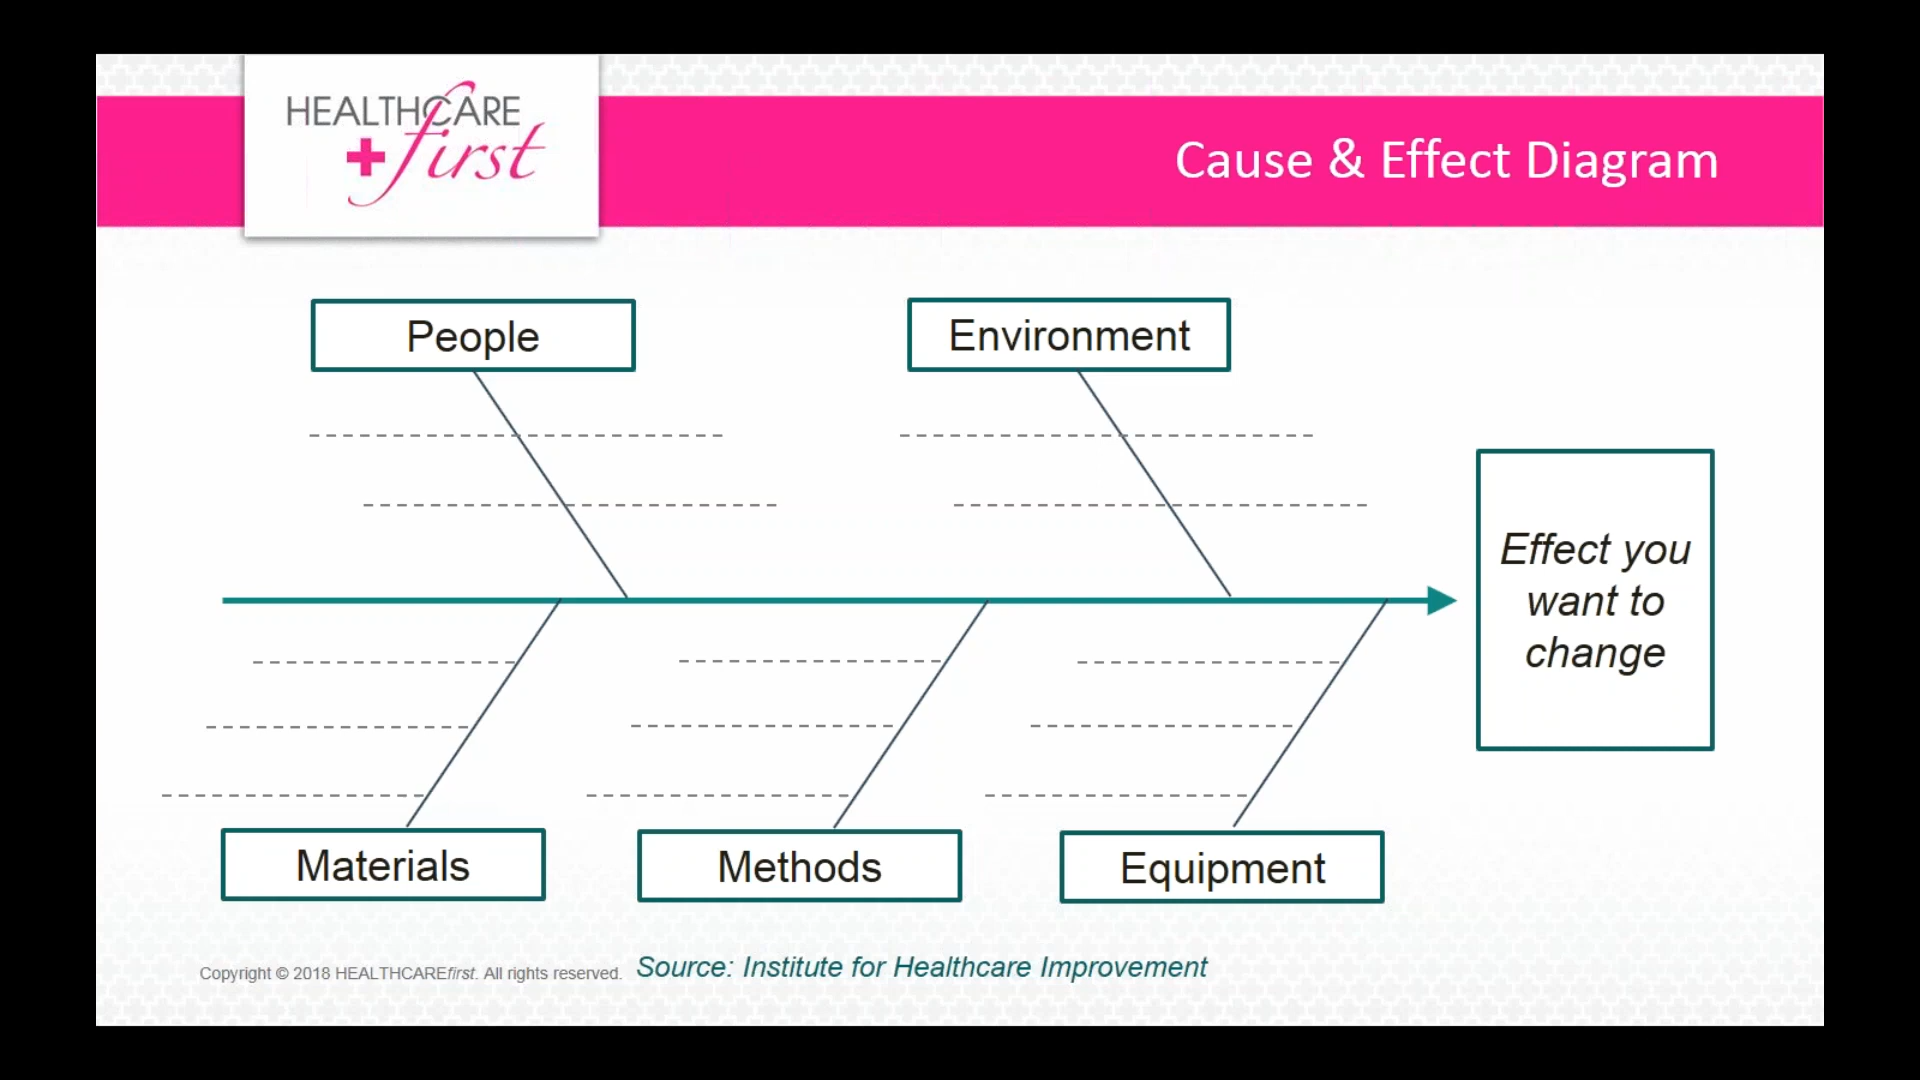 HEALTHCARE
first
Cause & Effect Diagram
People
Environment
Effect you
want to
change
Materials
Methods
Equipment
Copyright © 2018 HEALTHCAREfirst. All rights reserved.
Source: Institute for Healthcare Improvement